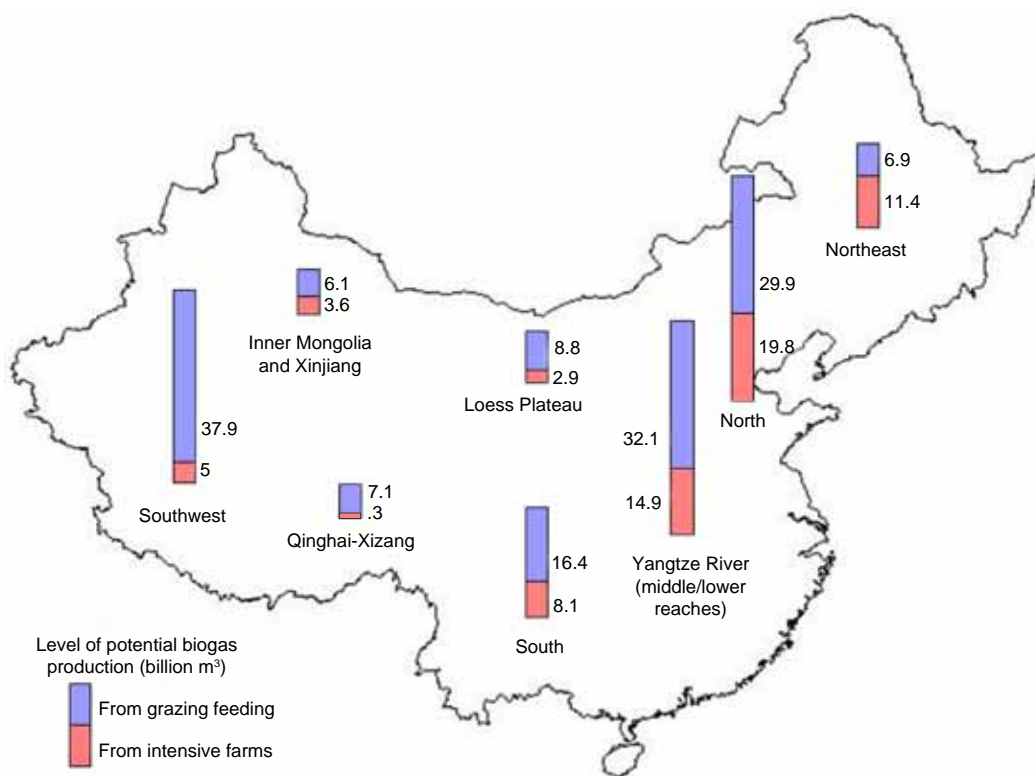 6.9
11.4
Northeast
29.9
19.8
North
6.1
3.6
Inner Mongolia
and Xinjiang
8.8
2.9
Loess Plateau
37.9
5
Southwest
32.1
14.9
Yangtze River
(middle/lower
reaches)
7.1
.3
Qinghai-Xizang
16.4
8.1
South
Level of potential biogas
production (billion m³)
From grazing feeding
From intensive farms